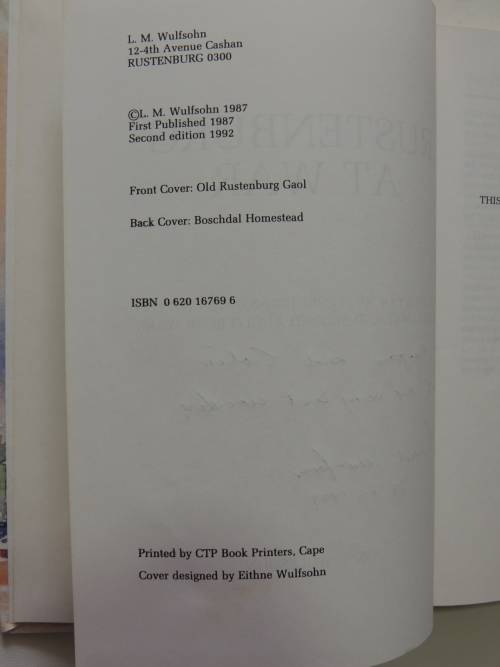 L. M. Wulfsohn
12-4th Avenue Cashan
RUSTENBURG 0300
©L. M. Wulfsohn 1987
First Published 1987
Second edition 1992
Front Cover: Old Rustenburg Gaol
Back Cover: Boschdal Homestead
ISBN 0 620 16769 6
Printed by CTP Book Printers, Cape
Cover designed by Eithne Wulfsohn
THIS